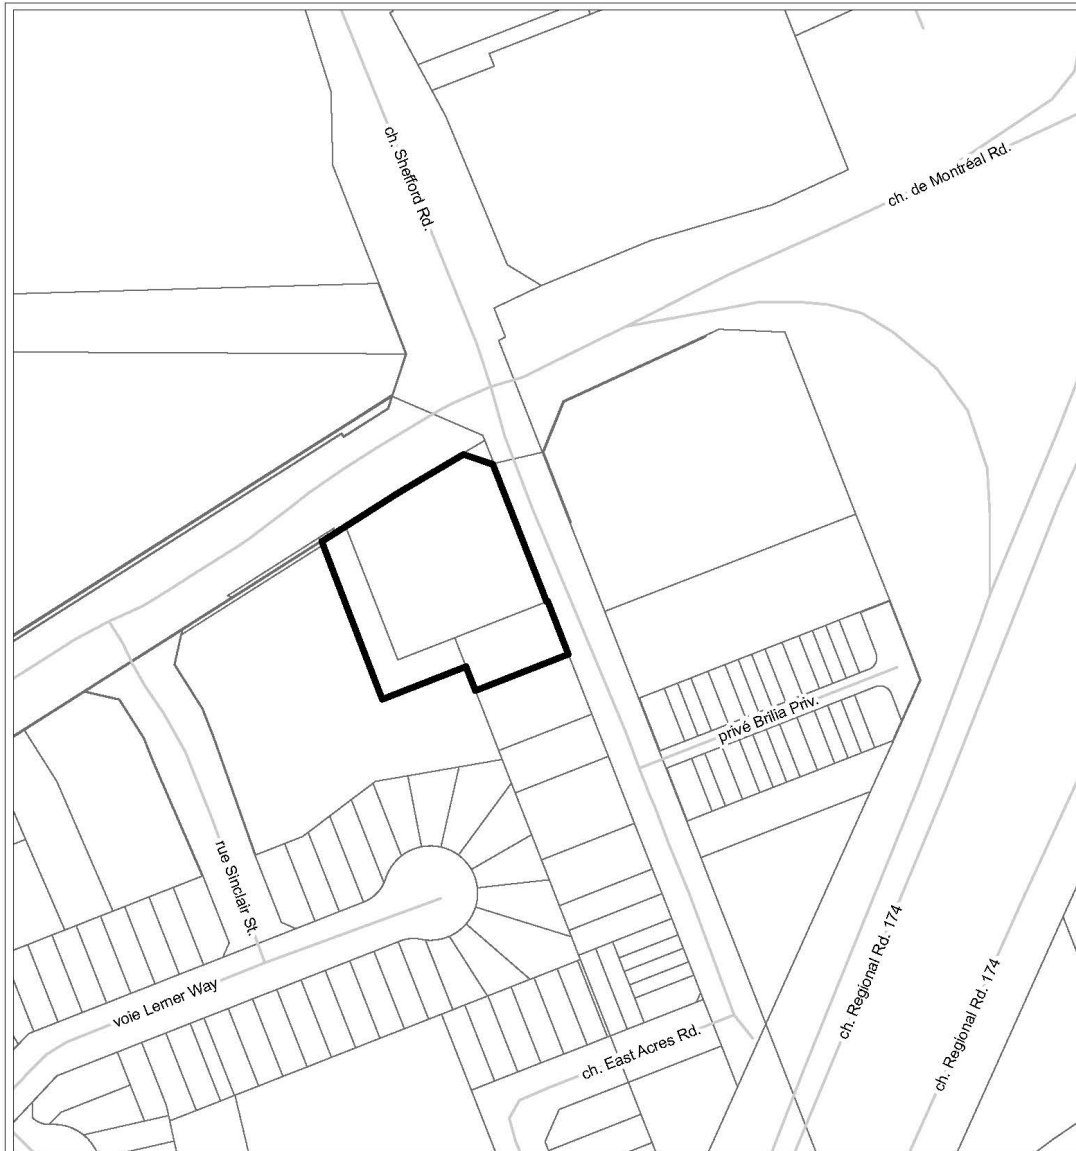 ch. Shefford Rd.
ch. de Montréal Rd.
privé Brilia Priv.
rue Sinclair St.
voie Lerner Way
ch. East Acres Rd.
ch. Regional Rd. 174
ch. Regional Rd. 174